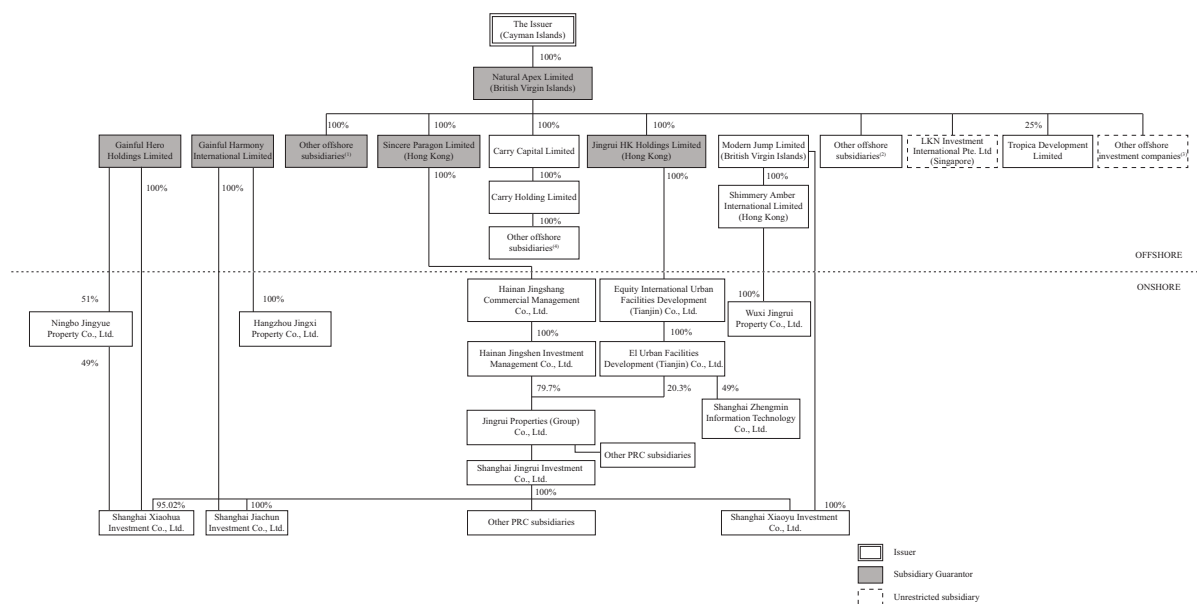 The Issuer
(Cayman Islands)
100%
Natural Apex Limited
(British Virgin Islands)
100%
100%
100%
100%
25%
Gainful Hero
Holdings Limited
Gainful Harmony
International Limited
Other offshore
subsidiaries(1)
Sincere Paragon Limited
(Hong Kong)
Carry Capital Limited
Jingrui HK Holdings Limited
(Hong Kong)
Modern Jump Limited
(British Virgin Islands)
Other offshore
subsidiaries(2)
LKN Investment
International Pte. Ltd
(Singapore)
Tropica Development
Limited
Other offshore
investment companies(3)
100%
100%
100%
100%
100%
100%
Carry Holding Limited
Shimmery Amber
International Limited
(Hong Kong)
100%
Other offshore
subsidiaries(4)
OFFSHORE
ONSHORE
51%
100%
100%
Ningbo Jingyue
Property Co., Ltd.
Hangzhou Jingxi
Property Co., Ltd.
Hainan Jingshang
Commercial Management
Co., Ltd.
Equity International Urban
Facilities Development
(Tianjin) Co., Ltd.
Wuxi Jingrui
Property Co., Ltd.
100%
100%
49%
Hainan Jingshen Investment
Management Co., Ltd.
El Urban Facilities
Development (Tianjin) Co., Ltd.
79.7%
20.3%
49%
Shanghai Zhengmin
Information Technology
Co., Ltd.
Jingrui Properties (Group)
Co., Ltd.
Other PRC subsidiaries
Shanghai Jingrui Investment
Co., Ltd.
100%
95.02%
100%
100%
Shanghai Xiaohua
Investment Co., Ltd.
Shanghai Jiachun
Investment Co., Ltd.
Other PRC subsidiaries
Shanghai Xiaoyu Investment
Co., Ltd.
Issuer
Subsidiary Guarantor
Unrestricted subsidiary